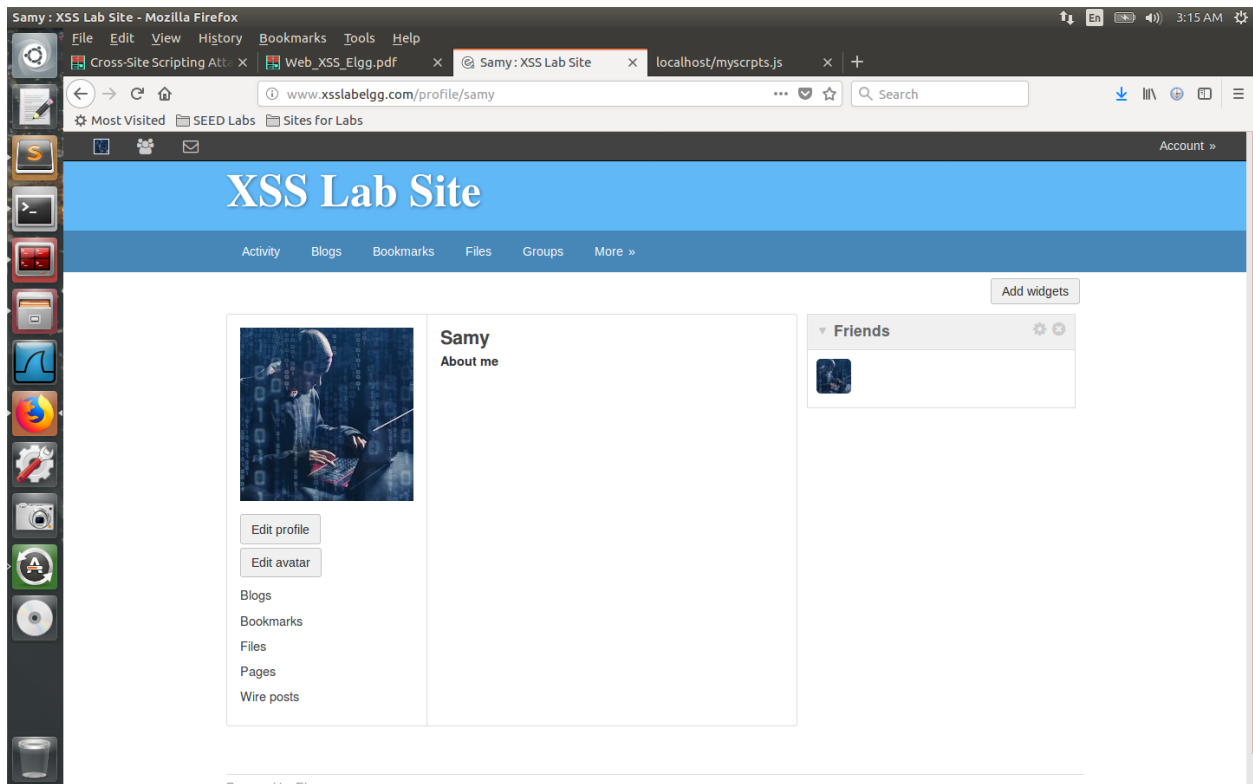 Samy : XSS Lab Site - Mozilla Firefox
En 3:15 AM
File Edit View History Bookmarks Tools Help
Cross-Site Scripting Atta Web_XSS_Elgg.pdf Samy : XSS Lab Site localhost/myscrpts.js
www.xsslabelgg.com/profile/samy Search
Most Visited SEED Labs Sites for Labs
Account »
XSS Lab Site
Activity Blogs Bookmarks Files Groups More »
Add widgets
Samy
About me
Friends
Edit profile
Edit avatar
Blogs
Bookmarks
Files
Pages
Wire posts